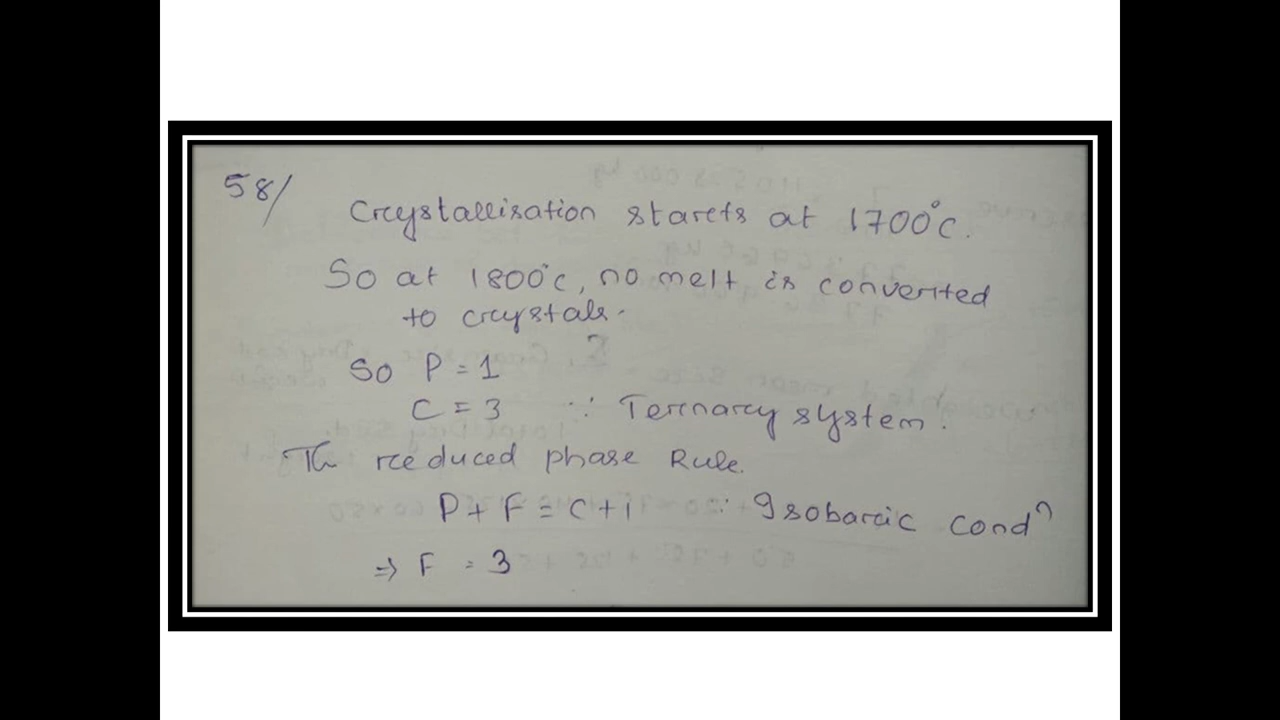 58/
Crystallisation starts at 1700°c.
So at 1800°c, no melt is converted
to crystals.
So P = 1
C = 3 ∵ Ternary system.
Th reduced phase Rule.
P + F = C + 1 ∵ Isobaric condⁿ
⇒ F = 3